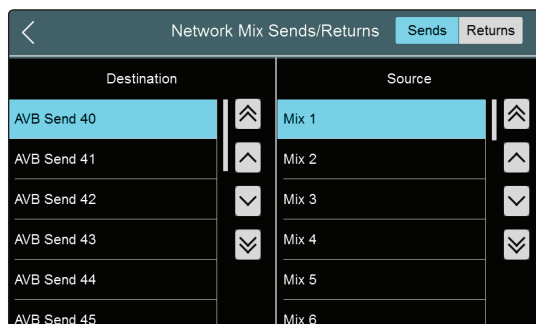 Network Mix Sends/Returns
Sends
Returns
Destination
Source
AVB Send 40
AVB Send 41
AVB Send 42
AVB Send 43
AVB Send 44
AVB Send 45
Mix 1
Mix 2
Mix 3
Mix 4
Mix 5
Mix 6